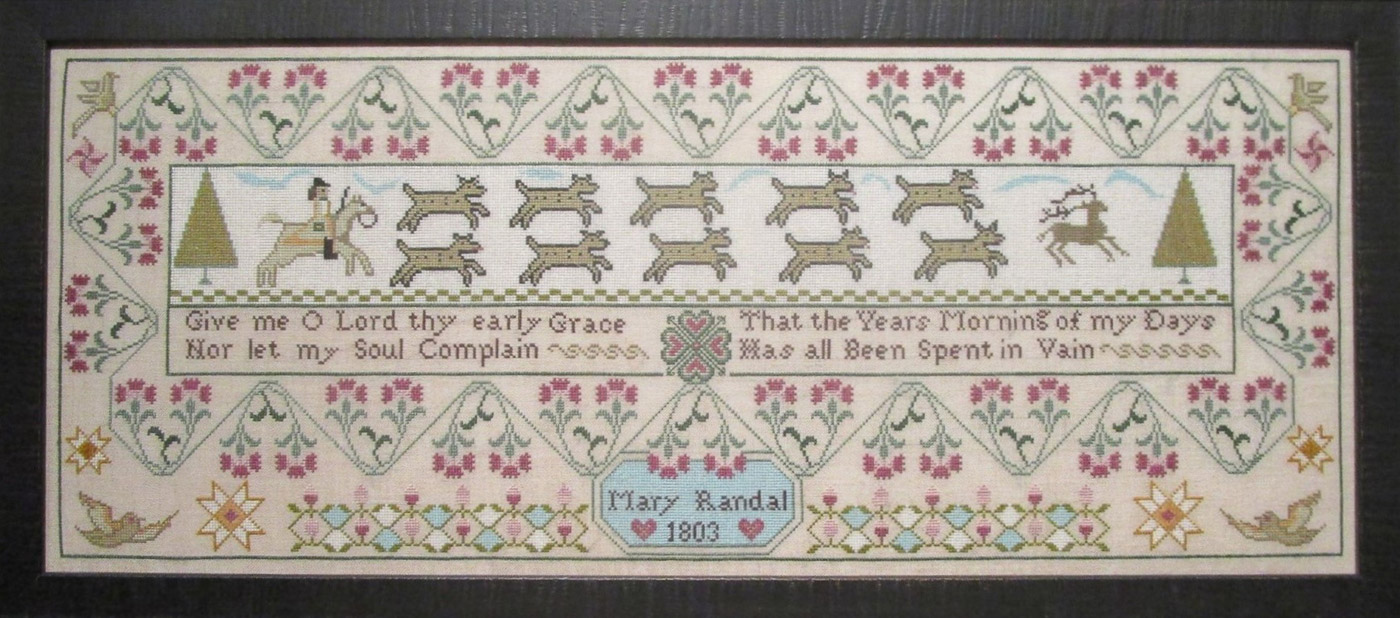 Give me O Lord thy early Grace
Nor let my Soul Complain
That the Years Morning of my Days
Has all Been Spent in Vain
Mary Randal
1803